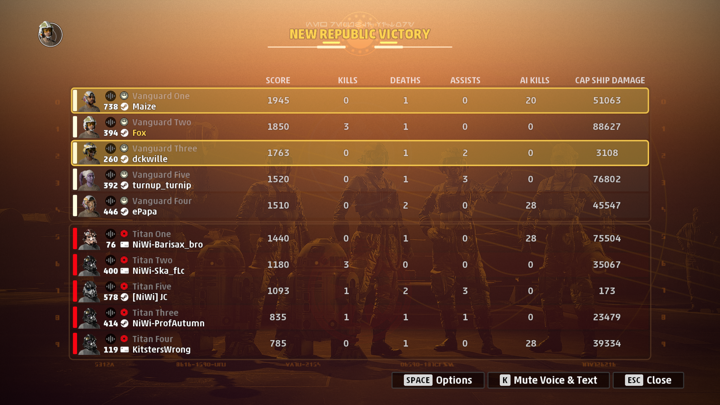 NEW REPUBLIC VICTORY
SCORE KILLS DEATHS ASSISTS AI KILLS CAP SHIP DAMAGE
Vanguard One
738 Maize 1945 0 1 0 20 51063
Vanguard Two
394 Fox 1850 3 1 0 0 88627
Vanguard Three
260 dckwille 1763 0 1 2 0 3108
Vanguard Five
392 turnup_turnip 1520 0 1 3 0 76802
Vanguard Four
446 ePapa 1510 0 2 0 28 45547
Titan One
76 NiWi-Barisax_bro 1440 0 1 0 28 75504
Titan Two
400 NiWi-Ska_fLc 1180 3 0 0 0 35067
Titan Five
578 [NiWi] JC 1093 1 2 3 0 173
Titan Three
414 NiWi-ProfAutumn 835 1 1 1 0 23479
Titan Four
119 KitstersWrong 785 0 1 0 28 39334
SPACE Options K Mute Voice & Text ESC Close